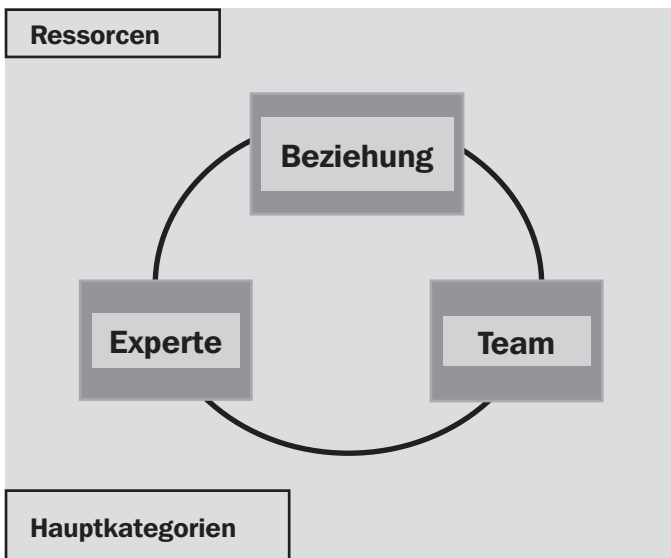 Ressorcen
Beziehung
Experte
Team
Hauptkategorien